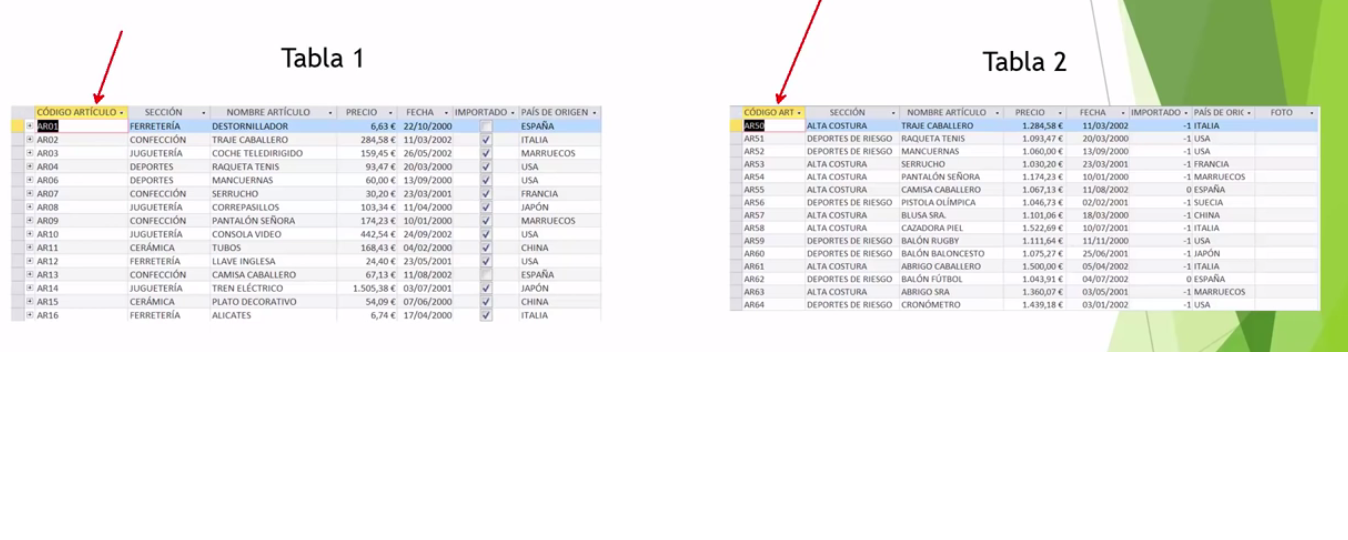 Tabla 1
CÓDIGO ARTÍCULO SECCIÓN NOMBRE ARTÍCULO PRECIO FECHA IMPORTADO PAÍS DE ORIGEN
AR01 FERRETERÍA DESTORNILLADOR 6,63 € 22/10/2000 ESPAÑA
AR02 CONFECCIÓN TRAJE CABALLERO 284,58 € 11/03/2002 ITALIA
AR03 JUGUETERÍA COCHE TELEDIRIGIDO 159,45 € 26/05/2002 MARRUECOS
AR04 DEPORTES RAQUETA TENIS 93,47 € 20/03/2000 USA
AR06 DEPORTES MANCUERNAS 60,00 € 13/09/2000 USA
AR07 CONFECCIÓN SERRUCHO 30,20 € 23/03/2001 FRANCIA
AR08 JUGUETERÍA CORREPASILLOS 103,34 € 11/04/2000 JAPÓN
AR09 CONFECCIÓN PANTALÓN SEÑORA 174,23 € 10/01/2000 MARRUECOS
AR10 JUGUETERÍA CONSOLA VIDEO 442,54 € 24/09/2002 USA
AR11 CERÁMICA TUBOS 168,43 € 04/02/2000 CHINA
AR12 FERRETERÍA LLAVE INGLESA 24,40 € 23/05/2001 USA
AR13 CONFECCIÓN CAMISA CABALLERO 67,13 € 11/08/2002 ESPAÑA
AR14 JUGUETERÍA TREN ELÉCTRICO 1.505,38 € 03/07/2001 JAPÓN
AR15 CERÁMICA PLATO DECORATIVO 54,09 € 07/06/2000 CHINA
AR16 FERRETERÍA ALICATES 6,74 € 17/04/2000 ITALIA
Tabla 2
CÓDIGO ART SECCIÓN NOMBRE ARTÍCULO PRECIO FECHA IMPORTADO PAÍS DE ORIG FOTO
AR50 ALTA COSTURA TRAJE CABALLERO 1.284,58 € 11/03/2002 -1 ITALIA
AR51 DEPORTES DE RIESGO RAQUETA TENIS 1.093,47 € 20/03/2000 -1 USA
AR52 DEPORTES DE RIESGO MANCUERNAS 1.060,00 € 13/09/2000 -1 USA
AR53 ALTA COSTURA SERRUCHO 1.030,20 € 23/03/2001 -1 FRANCIA
AR54 ALTA COSTURA PANTALÓN SEÑORA 1.174,23 € 10/01/2000 -1 MARRUECOS
AR55 ALTA COSTURA CAMISA CABALLERO 1.067,13 € 11/08/2002 0 ESPAÑA
AR56 DEPORTES DE RIESGO PISTOLA OLÍMPICA 1.046,73 € 02/02/2001 -1 SUECIA
AR57 ALTA COSTURA BLUSA SRA. 1.101,06 € 18/03/2000 -1 CHINA
AR58 ALTA COSTURA CAZADORA PIEL 1.522,69 € 10/07/2001 -1 ITALIA
AR59 DEPORTES DE RIESGO BALÓN RUGBY 1.111,64 € 11/11/2000 -1 USA
AR60 DEPORTES DE RIESGO BALÓN BALONCESTO 1.075,27 € 25/06/2001 -1 JAPÓN
AR61 ALTA COSTURA ABRIGO CABALLERO 1.500,00 € 05/04/2002 -1 ITALIA
AR62 DEPORTES DE RIESGO BALÓN FÚTBOL 1.043,91 € 04/07/2002 0 ESPAÑA
AR63 ALTA COSTURA ABRIGO SRA 1.360,07 € 03/05/2001 -1 MARRUECOS
AR64 DEPORTES DE RIESGO CRONÓMETRO 1.439,18 € 03/01/2002 -1 USA